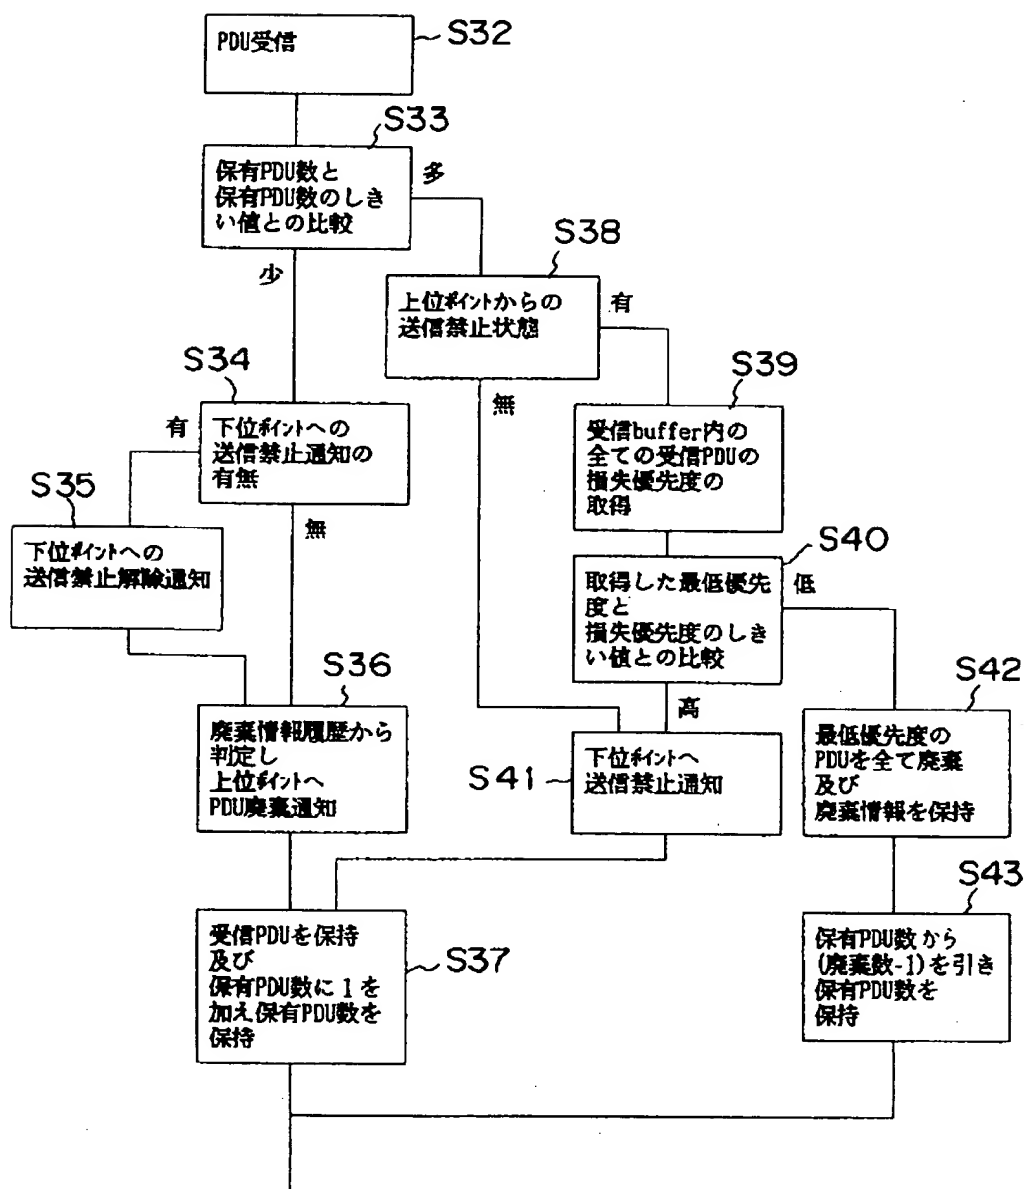 S32
PDU受信
S33
保有PDU数と
保有PDU数のしき
い値との比較
多
少
S38
上位ポイントからの
送信禁止状態
有
無
S34
有
下位ポイントへの
送信禁止通知の
有無
無
S39
受信buffer内の
全ての受信PDUの
損失優先度の
取得
S35
下位ポイントへの
送信禁止解除通知
S40
取得した最低優先
度と
損失優先度のしき
い値との比較
低
高
S36
廃棄情報履歴から
判定し
上位ポイントへ
PDU廃棄通知
S41
下位ポイントへ
送信禁止通知
S42
最低優先度の
PDUを全て廃棄
及び
廃棄情報を保持
S37
受信PDUを保持
及び
保有PDU数に1を
加え保有PDU数を
保持
S43
保有PDU数から
(廃棄数-1)を引き
保有PDU数を
保持